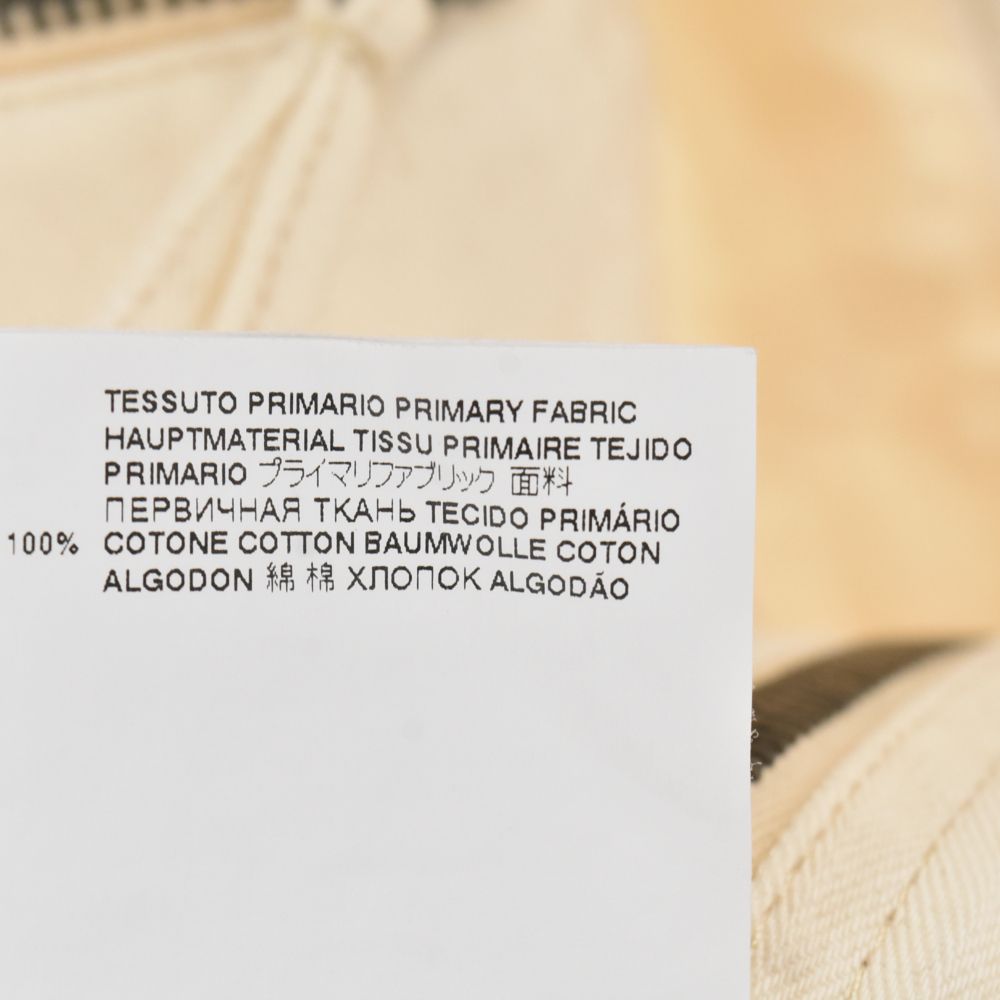 TESSUTO PRIMARIO PRIMARY FABRIC
HAUPTMATERIAL TISSU PRIMAIRE TEJIDO
PRIMARIO プライマリファブリック 面料
ПЕРВИЧНАЯ ТКАНЬ TECIDO PRIMÁRIO
100% COTONE COTTON BAUMWOLLE COTON
ALGODON 綿 棉 ХЛОПОК ALGODÃO